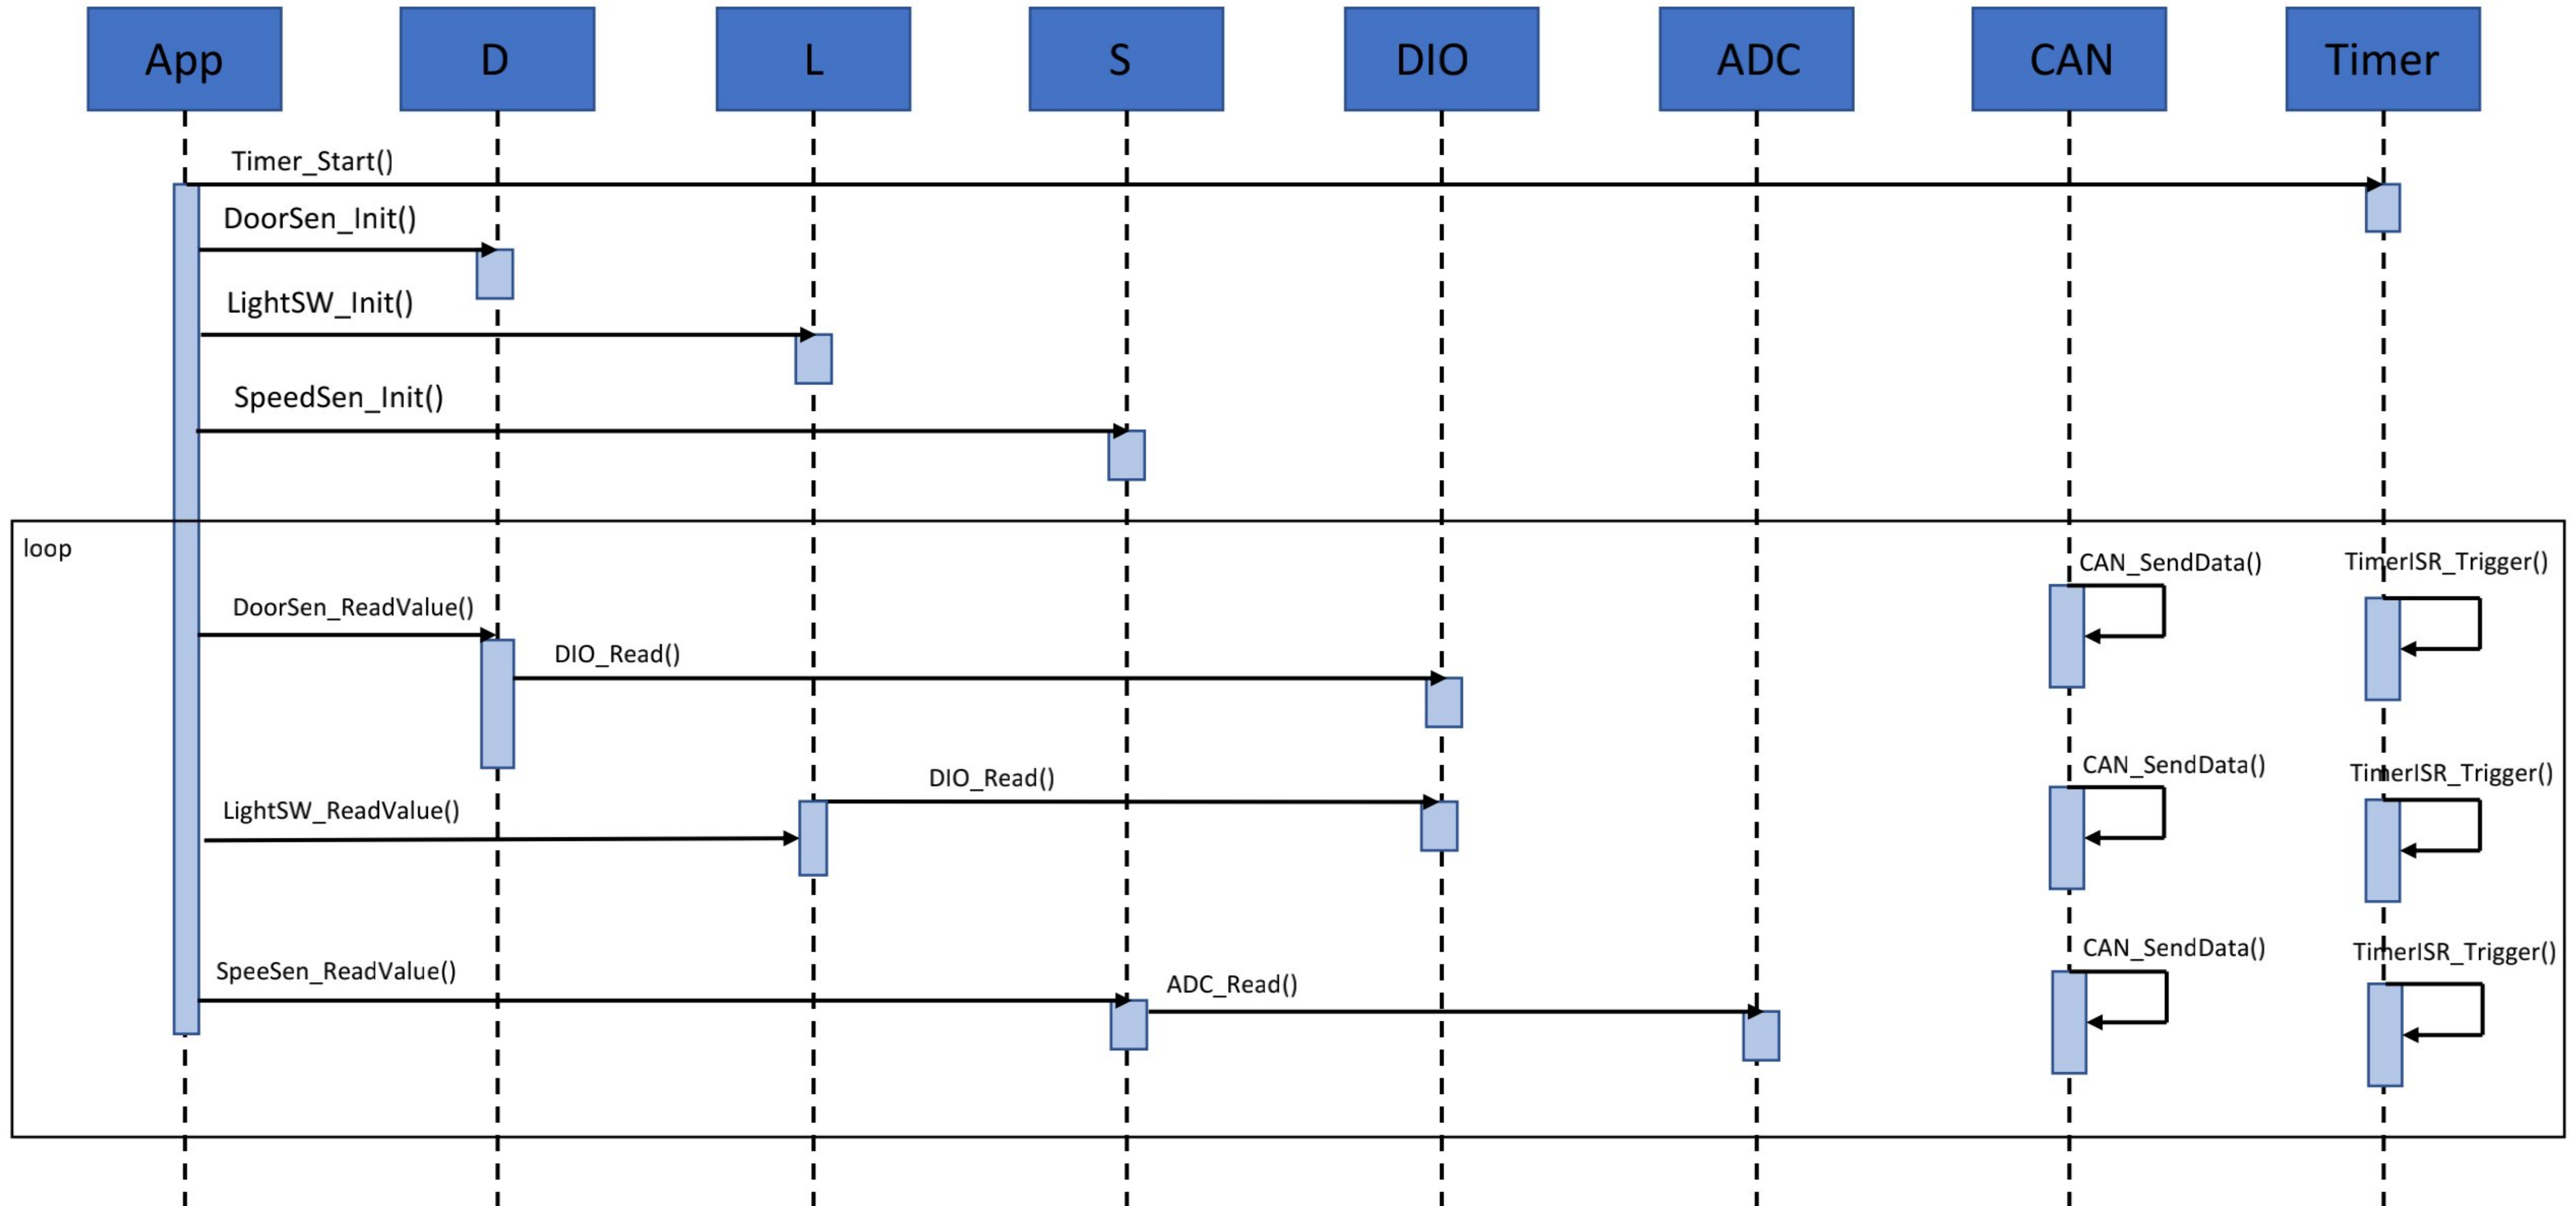 App
D
L
S
DIO
ADC
CAN
Timer
Timer_Start()
DoorSen_Init()
LightSW_Init()
SpeedSen_Init()
loop
CAN_SendData()
TimerISR_Trigger()
DoorSen_ReadValue()
DIO_Read()
CAN_SendData()
TimerISR_Trigger()
DIO_Read()
LightSW_ReadValue()
CAN_SendData()
TimerISR_Trigger()
SpeeSen_ReadValue()
ADC_Read()